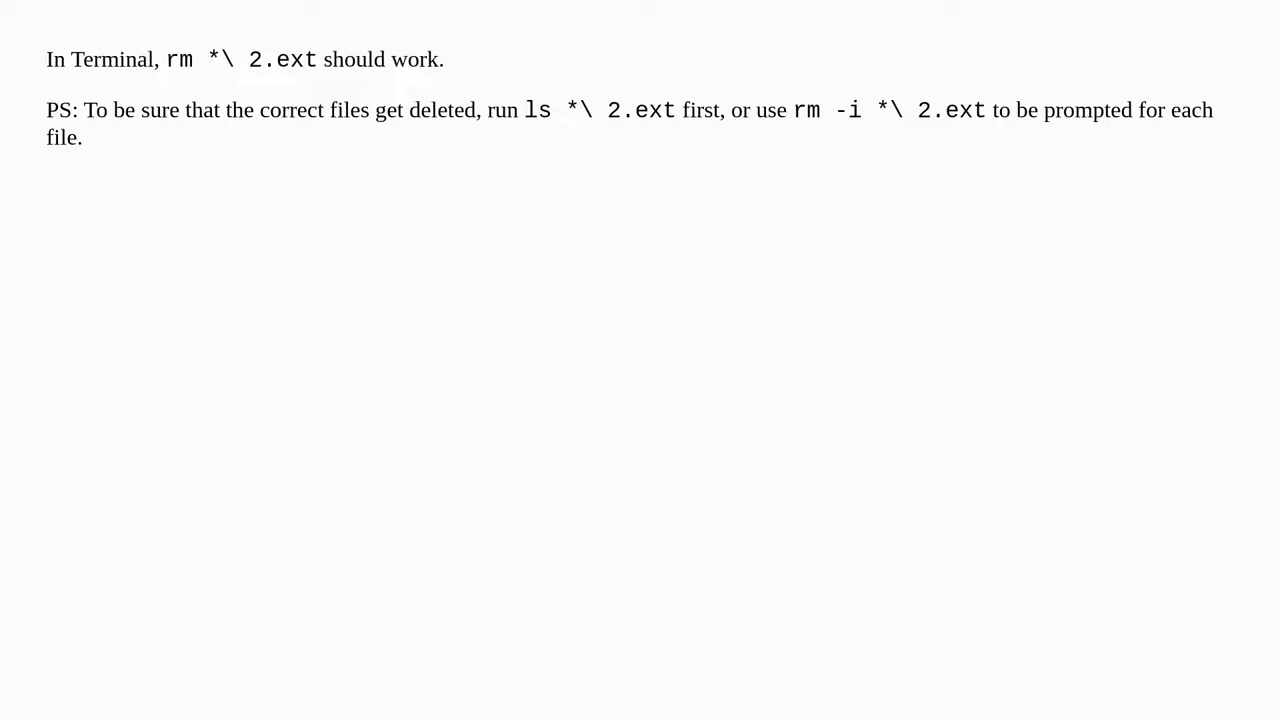 In Terminal, rm *\ 2.ext should work.
PS: To be sure that the correct files get deleted, run ls *\ 2.ext first, or use rm -i *\ 2.ext to be prompted for each
file.